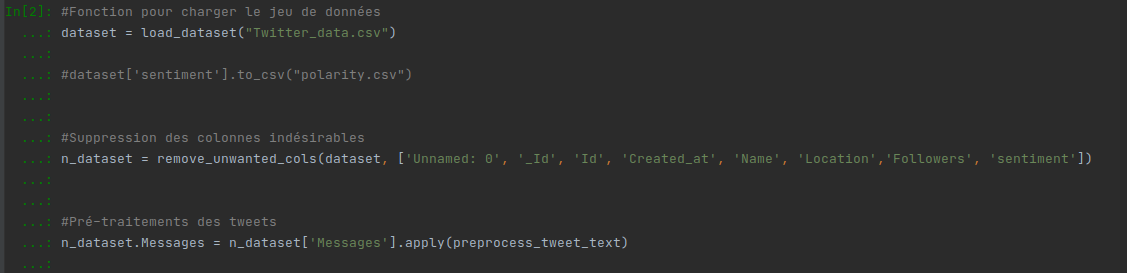 In[2]: #Fonction pour charger le jeu de données
...: dataset = load_dataset("Twitter_data.csv")
...:
...: #dataset['sentiment'].to_csv("polarity.csv")
...:
...:
...: #Suppression des colonnes indésirables
...: n_dataset = remove_unwanted_cols(dataset, ['Unnamed: 0', '_Id', 'Id', 'Created_at', 'Name', 'Location','Followers', 'sentiment'])
...:
...:
...: #Pré-traitements des tweets
...: n_dataset.Messages = n_dataset['Messages'].apply(preprocess_tweet_text)
...: